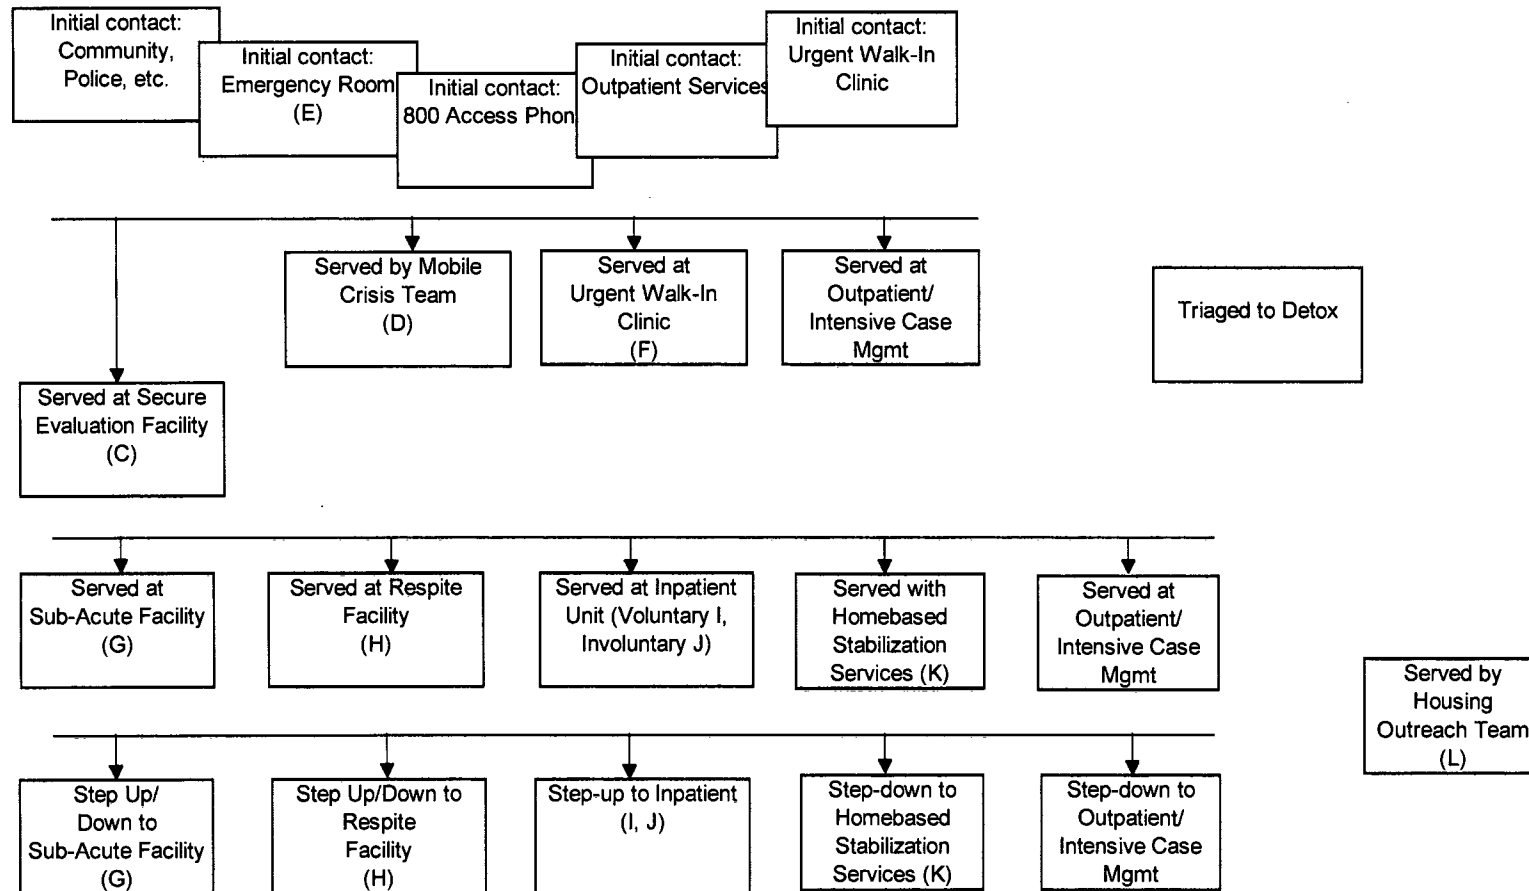 Initial contact:
Community,
Police, etc.
Initial contact:
Emergency Room
(E)
Initial contact:
800 Access Phon
Initial contact:
Outpatient Services
Initial contact:
Urgent Walk-In
Clinic
Served by Mobile
Crisis Team
(D)
Served at
Urgent Walk-In
Clinic
(F)
Served at
Outpatient/
Intensive Case
Mgmt
Triaged to Detox
Served at Secure
Evaluation Facility
(C)
Served at
Sub-Acute Facility
(G)
Served at Respite
Facility
(H)
Served at Inpatient
Unit (Voluntary I,
Involuntary J)
Served with
Homebased
Stabilization
Services (K)
Served at
Outpatient/
Intensive Case
Mgmt
Served by
Housing
Outreach Team
(L)
Step Up/
Down to
Sub-Acute Facility
(G)
Step Up/Down to
Respite
Facility
(H)
Step-up to Inpatient
(I, J)
Step-down to
Homebased
Stabilization
Services (K)
Step-down to
Outpatient/
Intensive Case
Mgmt